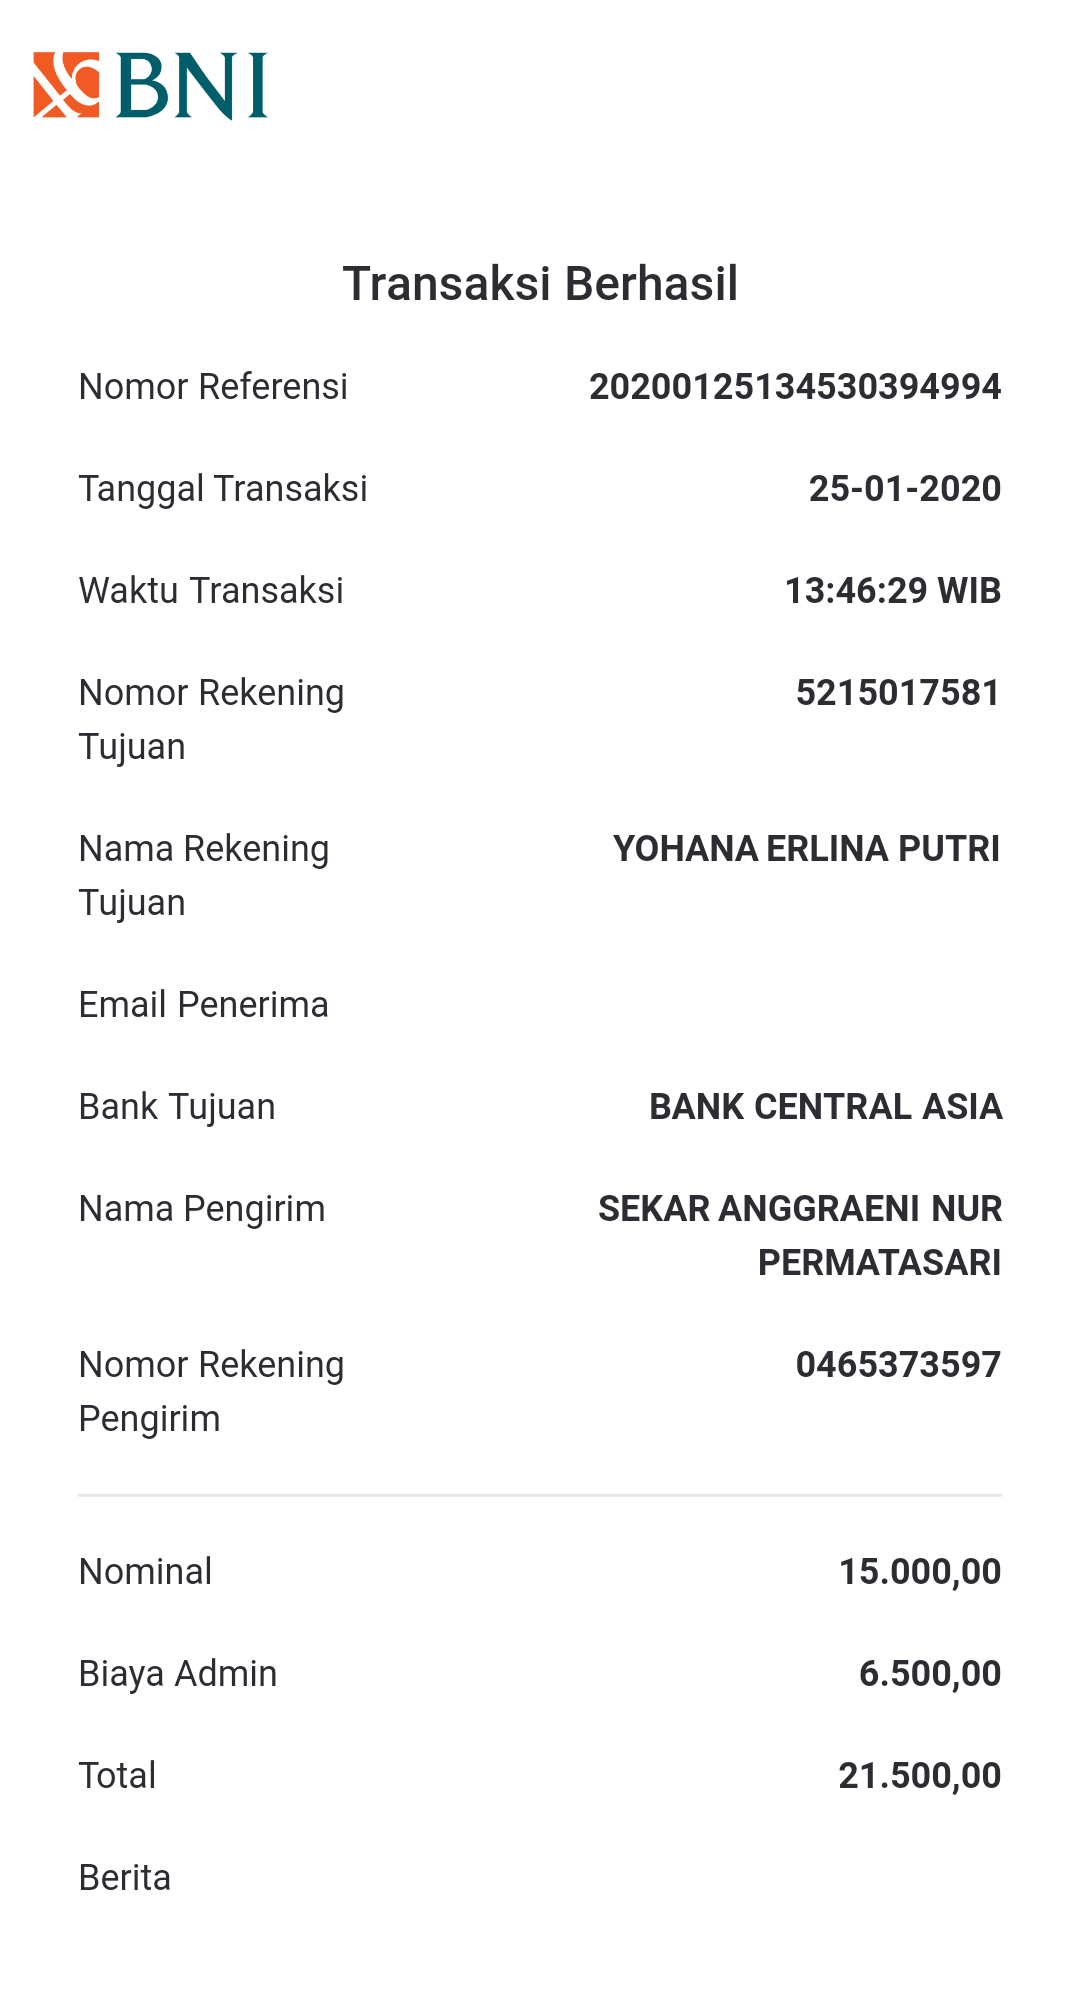 BNI
Transaksi Berhasil
Nomor Referensi 20200125134530394994
Tanggal Transaksi 25-01-2020
Waktu Transaksi 13:46:29 WIB
Nomor Rekening 5215017581
Tujuan
Nama Rekening YOHANA ERLINA PUTRI
Tujuan
Email Penerima
Bank Tujuan BANK CENTRAL ASIA
Nama Pengirim SEKAR ANGGRAENI NUR
PERMATASARI
Nomor Rekening 0465373597
Pengirim
Nominal 15.000,00
Biaya Admin 6.500,00
Total 21.500,00
Berita